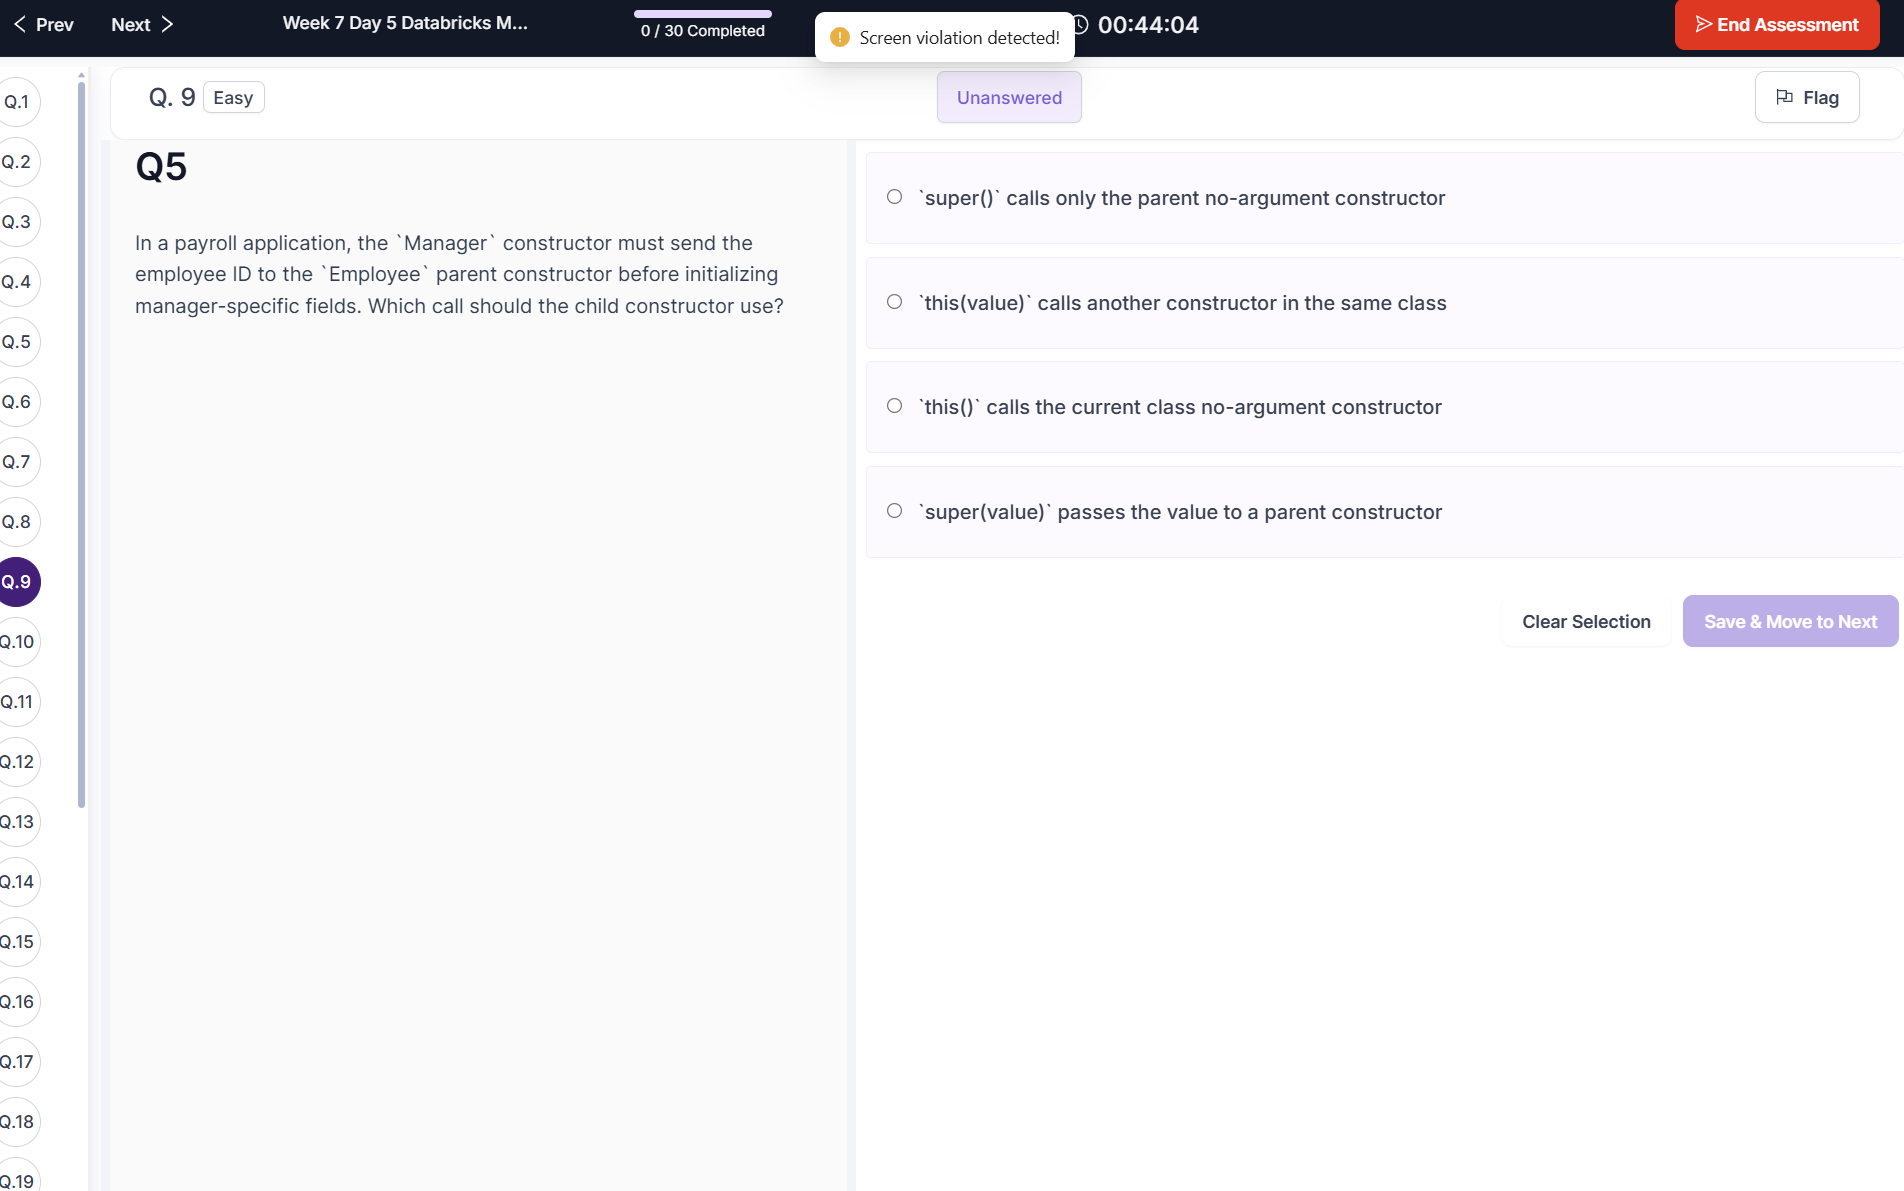 Prev
Next
Week 7 Day 5 Databricks M...
0 / 30 Completed
Screen violation detected!
00:44:04
End Assessment
Q.1
Q.2
Q.3
Q.4
Q.5
Q.6
Q.7
Q.8
Q.9
Q.10
Q.11
Q.12
Q.13
Q.14
Q.15
Q.16
Q.17
Q.18
Q.19
Q. 9
Easy
Unanswered
Flag
Q5
In a payroll application, the `Manager` constructor must send the
employee ID to the `Employee` parent constructor before initializing
manager-specific fields. Which call should the child constructor use?
`super()` calls only the parent no-argument constructor
`this(value)` calls another constructor in the same class
`this()` calls the current class no-argument constructor
`super(value)` passes the value to a parent constructor
Clear Selection
Save & Move to Next